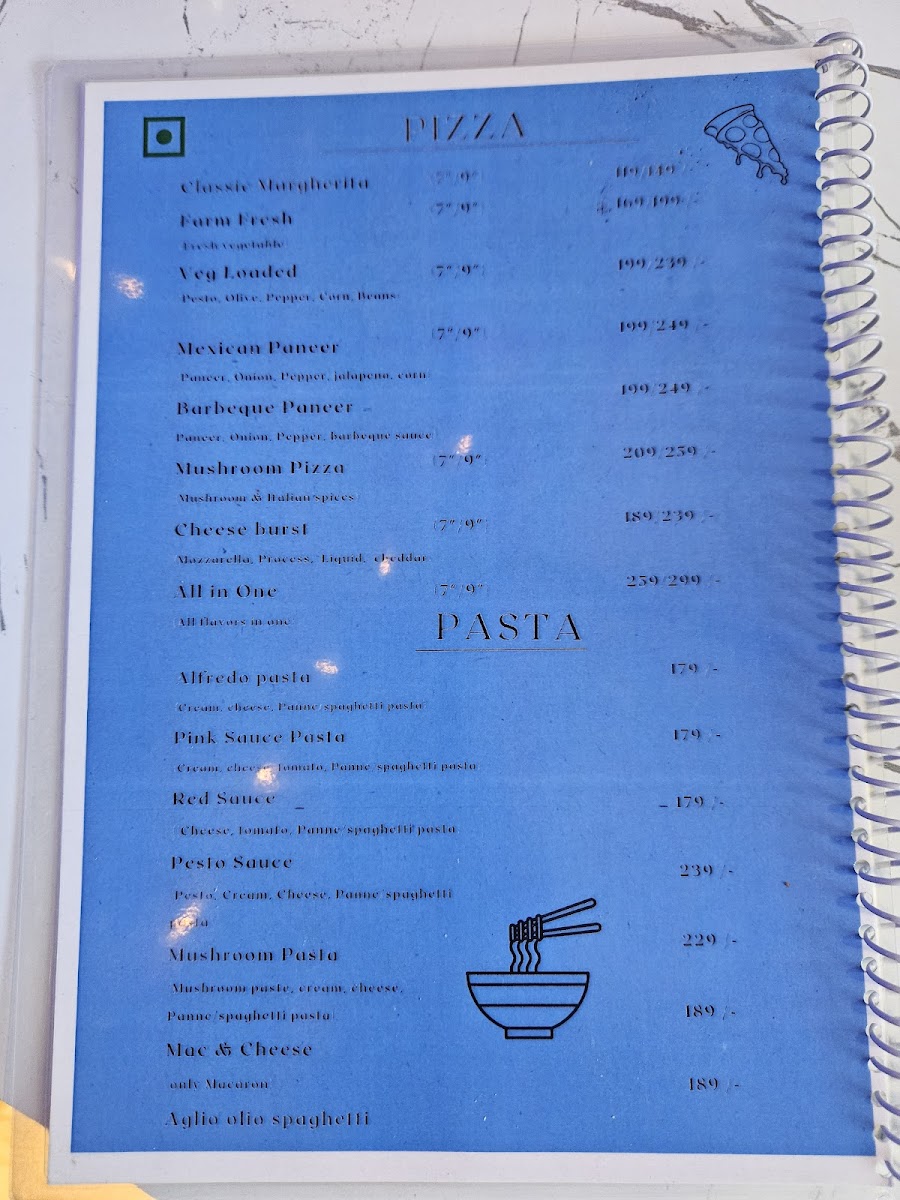 PIZZA
Classic Margherita (7"/9") 119/149 /-
Farm Fresh (7"/9") 169/199 /-
Fresh vegetable
Veg Loaded (7"/9") 199/239 /-
Pesto, Olive, Pepper, Corn, Beans
Mexican Paneer (7"/9") 199/249 /-
Paneer, Onion, Pepper, jalapeno, corn
Barbeque Paneer 199/249 /-
Paneer, Onion, Pepper, barbeque sauce
Mushroom Pizza (7"/9") 209/259 /-
Mushroom & Italian spices
Cheese burst (7"/9") 189/239 /-
Mazzarella, Process, Liquid, cheddar
All in One (7"/9") 259/299 /-
All flavors in one
PASTA
Alfredo pasta 179 /-
Cream, cheese, Panne/spaghetti pasta
Pink Sauce Pasta 179 /-
Cream, cheese, tomato, Panne/spaghetti pasta
Red Sauce 179 /-
Cheese, tomato, Panne/spaghetti pasta
Pesto Sauce 239 /-
Pesto, Cream, Cheese, Panne/spaghetti
pasta
Mushroom Pasta 229 /-
Mushroom paste, cream, cheese,
Panne/spaghetti pasta 189 /-
Mac & Cheese
only Macaron 189 /-
Aglio olio spaghetti